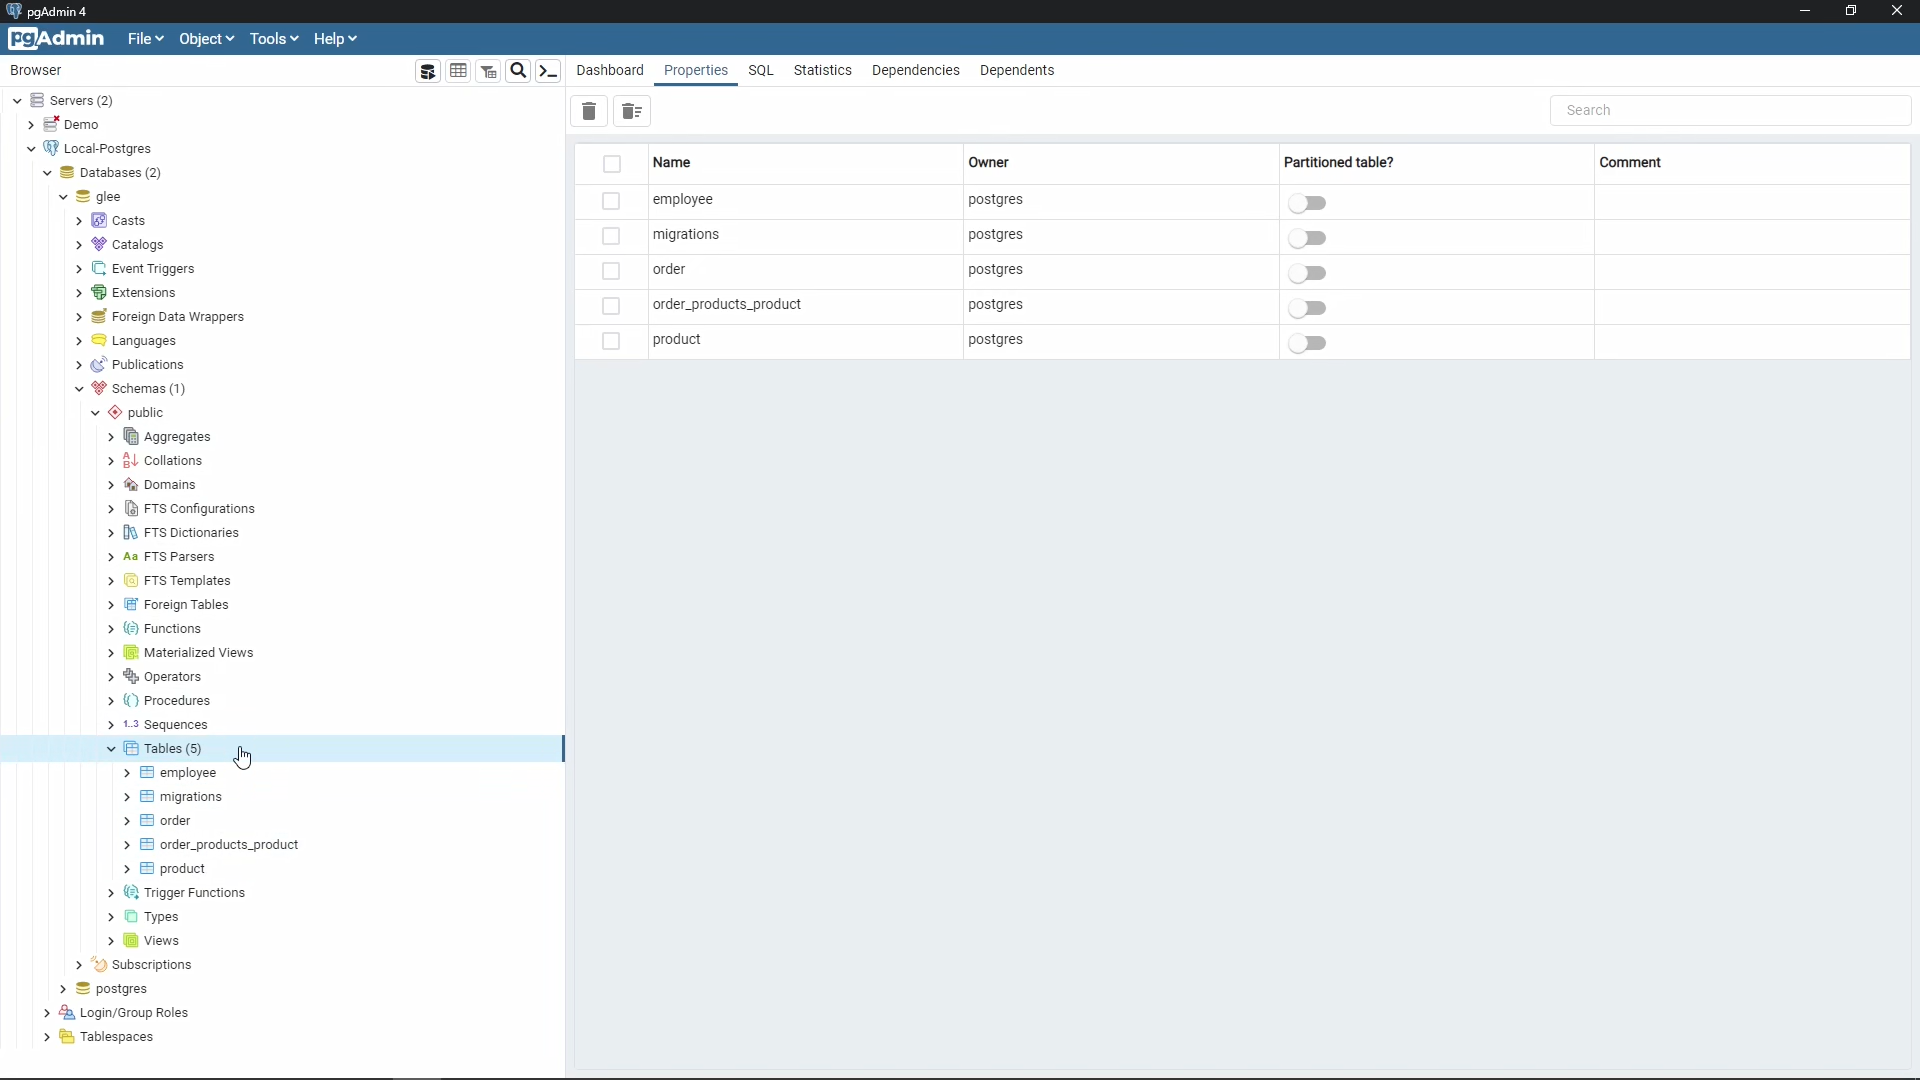 pgAdmin 4
pgAdmin File Object Tools Help
Browser
Dashboard Properties SQL Statistics Dependencies Dependents
Servers (2)
Demo
Local-Postgres
Databases (2)
glee
Casts
Catalogs
Event Triggers
Extensions
Foreign Data Wrappers
Languages
Publications
Schemas (1)
public
Aggregates
Collations
Domains
FTS Configurations
FTS Dictionaries
Aa FTS Parsers
FTS Templates
Foreign Tables
Functions
Materialized Views
Operators
Procedures
1..3 Sequences
Tables (5)
employee
migrations
order
order_products_product
product
Trigger Functions
Types
Views
Subscriptions
postgres
Login/Group Roles
Tablespaces
Search
Name Owner Partitioned table? Comment
employee postgres
migrations postgres
order postgres
order_products_product postgres
product postgres